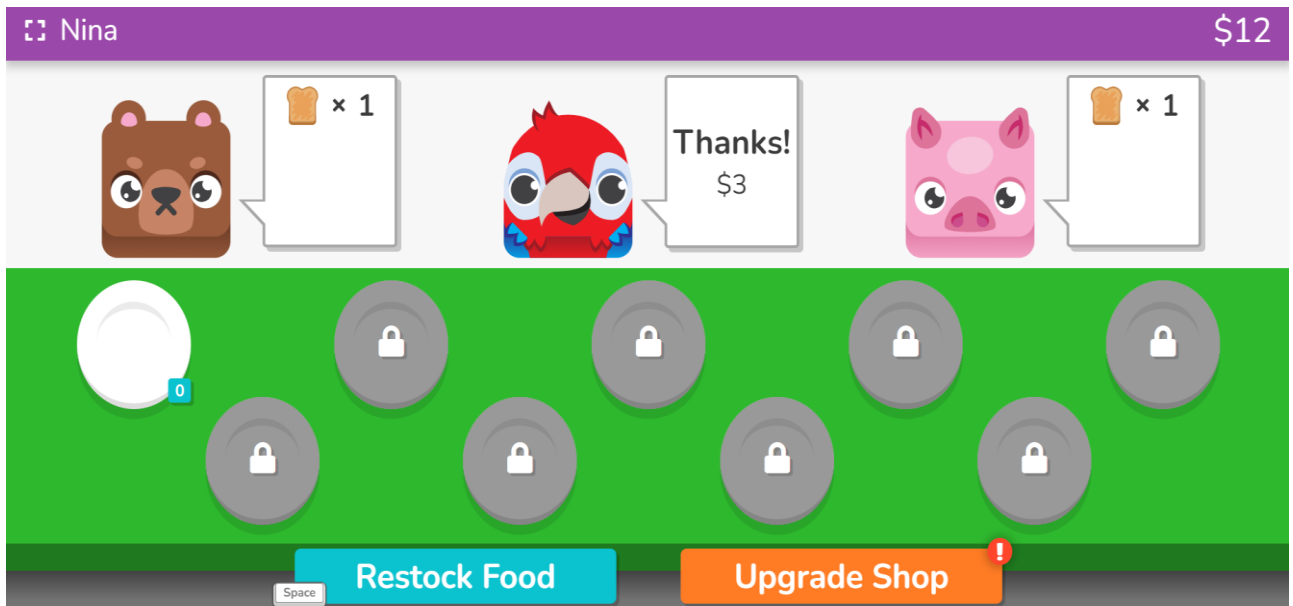 Nina
$12
× 1
Thanks!
$3
× 1
0
!
Restock Food
Upgrade Shop
Space